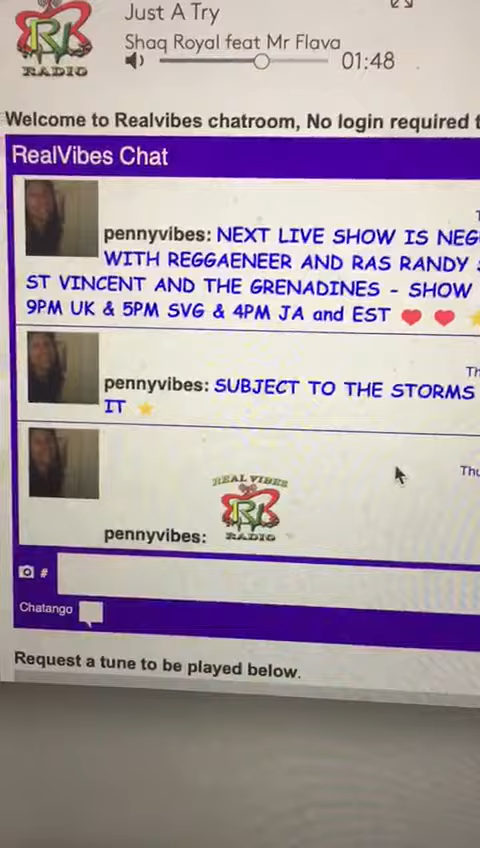 RV
RADIO
Just A Try
Shaq Royal feat Mr Flava
01:48
Welcome to Realvibes chatroom, No login required
RealVibes Chat
pennyvibes: NEXT LIVE SHOW IS
WITH REGGAENEER AND RAS RANDY
ST VINCENT AND THE GRENADINES - SHOW
9PM UK & 5PM SVG & 4PM JA and EST
pennyvibes: SUBJECT TO THE STORMS
IT
REAL VIBES
RV
RADIO
pennyvibes:
#
Chatango
Request a tune to be played below.